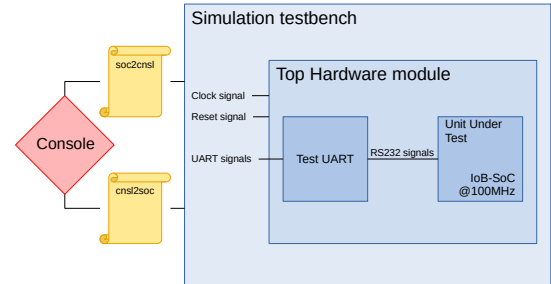 Simulation testbench
soc2cnsl
Top Hardware module
Clock signal
Reset signal
Unit Under
Test
Console
UART signals
Test UART
RS232 signals
IoB-SoC
@100MHz
cnsl2soc